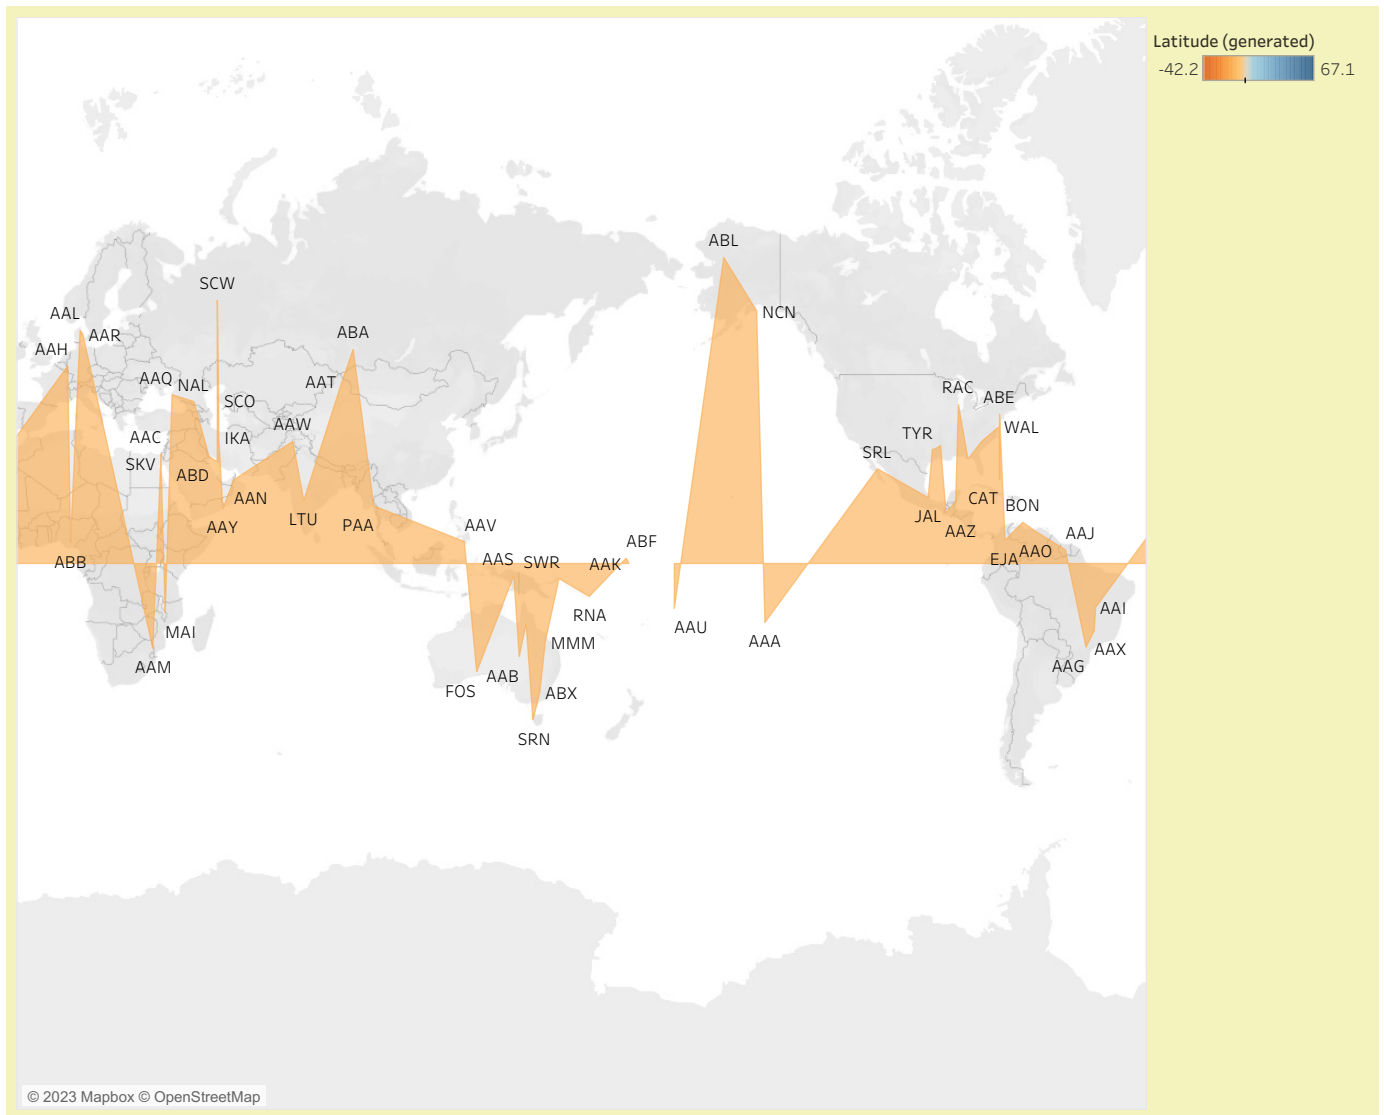 Latitude (generated)
-42.2 67.1
ABL
SCW
AAL
NCN
AAR
ABA
AAH
AAQ
NAL
AAT
RAC
ABE
SCO
AAW
WAL
TYR
AAC
IKA
SRL
SKV
ABD
AAN
CAT
BON
LTU
JAL
AAY
PAA
AAV
AAZ
AAJ
ABF
AAO
EJA
ABB
AAS
SWR
AAK
AAI
RNA
AAU
MAI
AAA
MMM
AAX
AAM
AAG
AAB
FOS
ABX
SRN
© 2023 Mapbox © OpenStreetMap